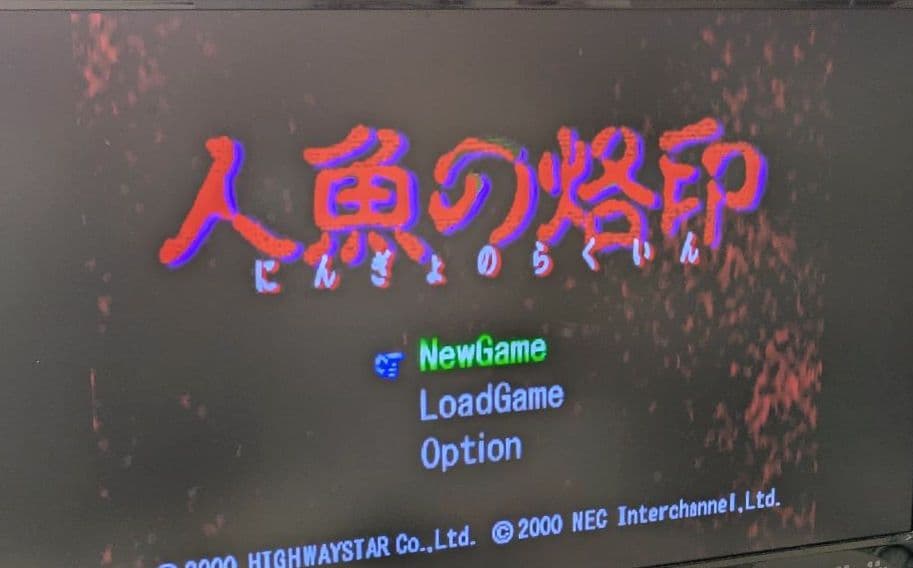 人魚の烙印
にんぎょのらくいん
NewGame
LoadGame
Option
©2000 HIGHWAYSTAR Co.,Ltd. ©2000 NEC Interchannel,Ltd.